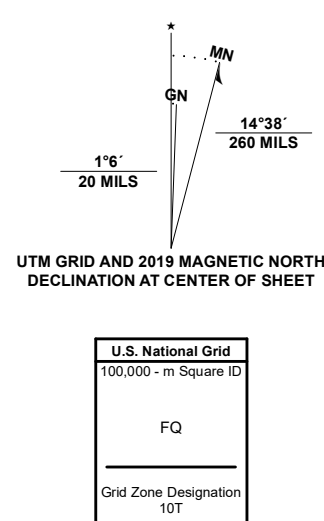 ★
MN
GN
14°38´
260 MILS
1°6´
20 MILS
UTM GRID AND 2019 MAGNETIC NORTH
DECLINATION AT CENTER OF SHEET
U.S. National Grid
100,000 - m Square ID
FQ
Grid Zone Designation
10T